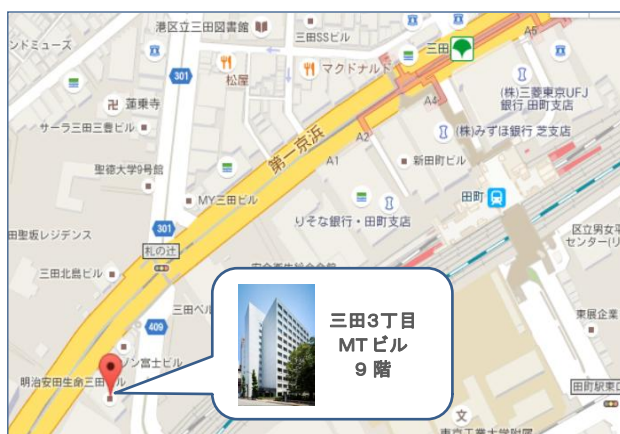 港区立三田図書館
三田SSビル
ンドミューズ
松屋
マクドナルド
三田
A5
301
蓮乗寺
(株)三菱東京UFJ
銀行,田町支店
A4
サーラ三田三豊ビル
第一京浜
A2
(株)みずほ銀行 芝支店
聖徳大学9号館
A1
新田町ビル
MY三田ビル
田町
りそな銀行・田町支店
301
田聖坂レジデンス
札の辻
区立男女平
センター(リ
三田北島ビル
三田ベル
三田3丁目
MTビル
9 階
409
東展企業
ゾン富士ビル
明治安田生命三田ビル
田町駅東口
文